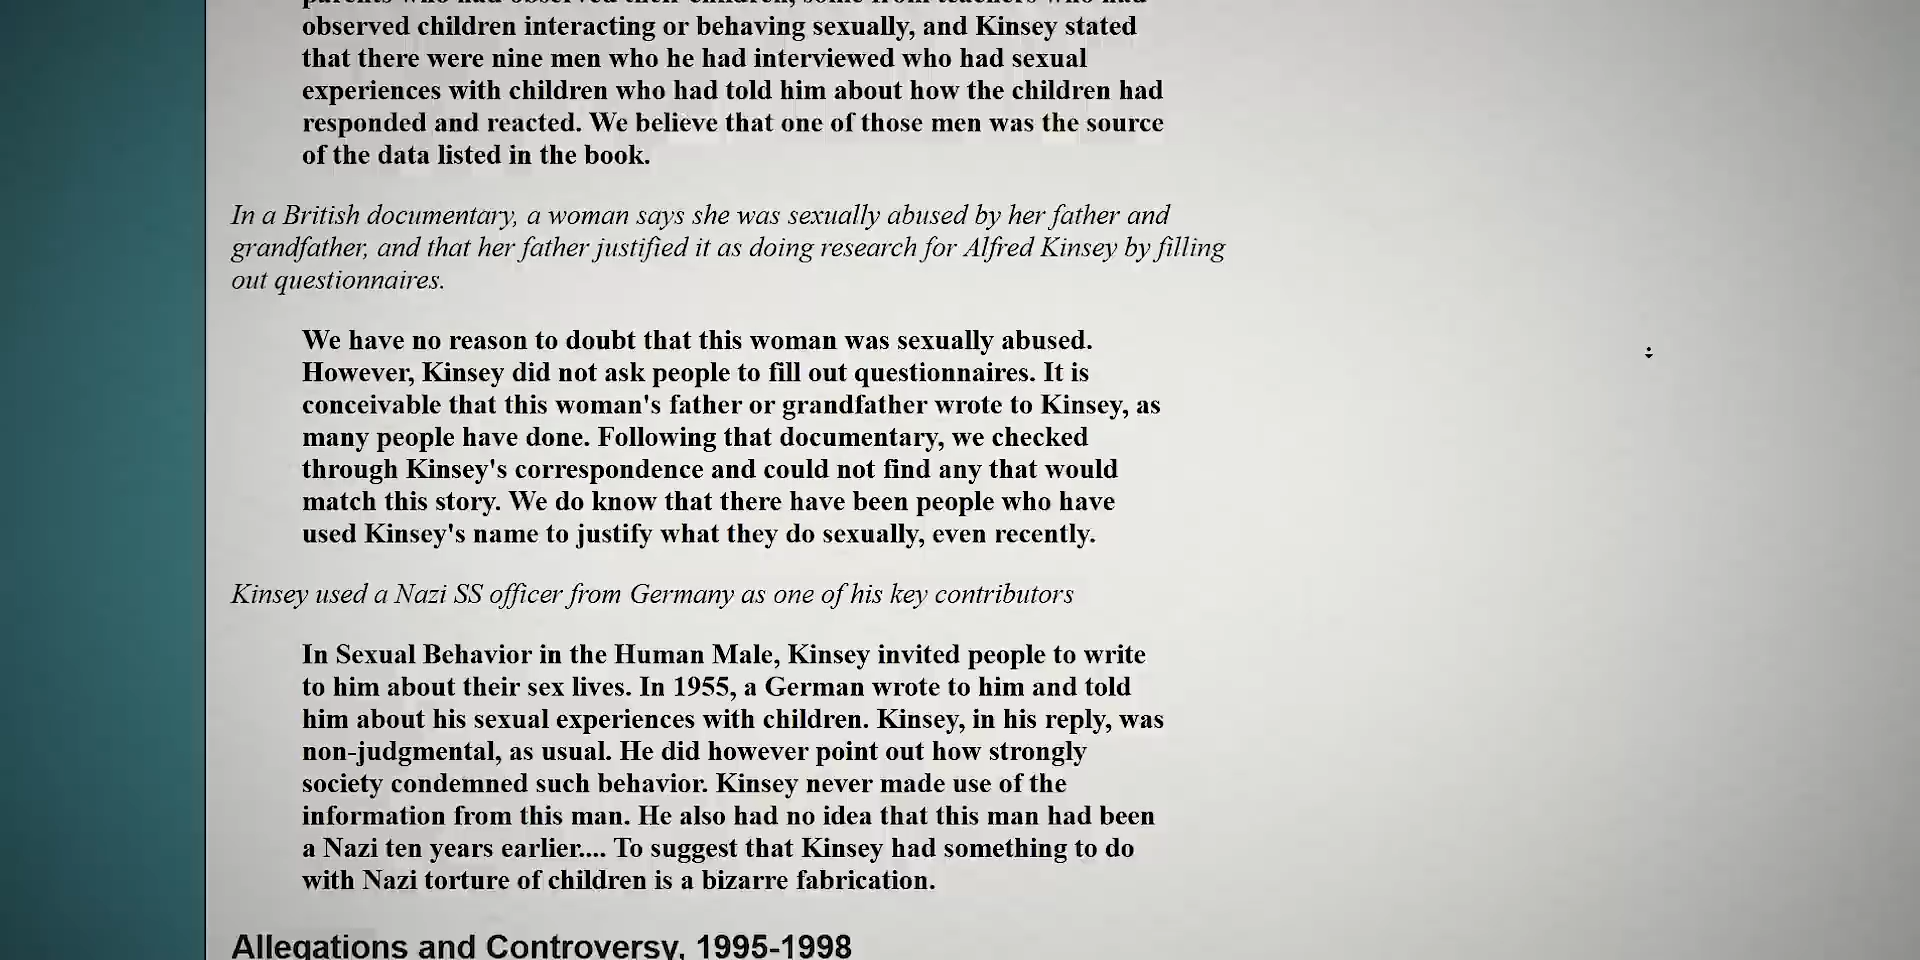 observed children interacting or behaving sexually, and Kinsey stated
that there were nine men who he had interviewed who had sexual
experiences with children who had told him about how the children had
responded and reacted. We believe that one of those men was the source
of the data listed in the book.
In a British documentary, a woman says she was sexually abused by her father and
grandfather, and that her father justified it as doing research for Alfred Kinsey by filling
out questionnaires.
We have no reason to doubt that this woman was sexually abused.
However, Kinsey did not ask people to fill out questionnaires. It is
conceivable that this woman's father or grandfather wrote to Kinsey, as
many people have done. Following that documentary, we checked
through Kinsey's correspondence and could not find any that would
match this story. We do know that there have been people who have
used Kinsey's name to justify what they do sexually, even recently.
Kinsey used a Nazi SS officer from Germany as one of his key contributors
In Sexual Behavior in the Human Male, Kinsey invited people to write
to him about their sex lives. In 1955, a German wrote to him and told
him about his sexual experiences with children. Kinsey, in his reply, was
non-judgmental, as usual. He did however point out how strongly
society condemned such behavior. Kinsey never made use of the
information from this man. He also had no idea that this man had been
a Nazi ten years earlier.... To suggest that Kinsey had something to do
with Nazi torture of children is a bizarre fabrication.
Allegations and Controversy, 1995-1998